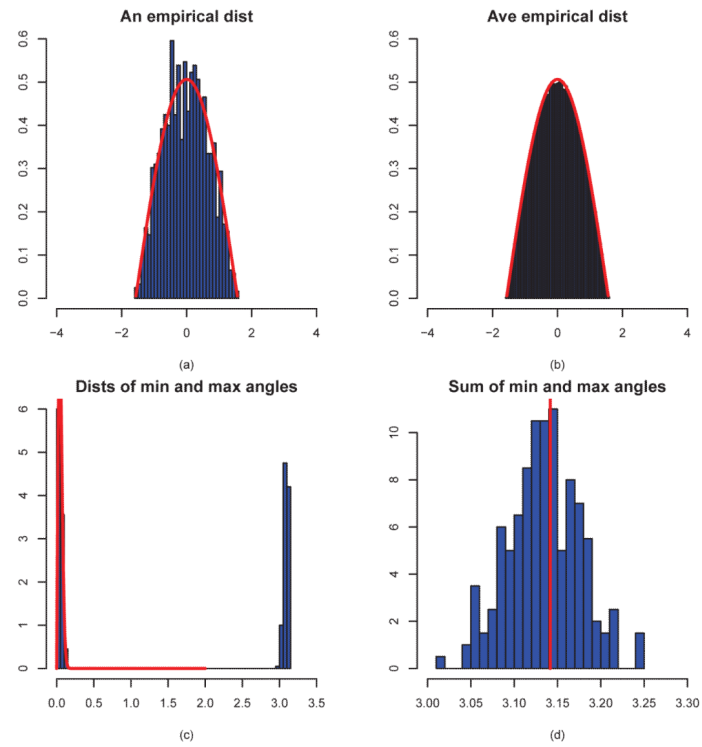 An empirical dist
0.6
0.5
0.4
0.3
0.2
0.1
0.0
−4 −2 0 2 4
(a)
Ave empirical dist
0.6
0.5
0.4
0.3
0.2
0.1
0.0
−4 −2 0 2 4
(b)
Dists of min and max angles
6
5
4
3
2
1
0
0.0 0.5 1.0 1.5 2.0 2.5 3.0 3.5
(c)
Sum of min and max angles
10
8
6
4
2
0
3.00 3.05 3.10 3.15 3.20 3.25 3.30
(d)